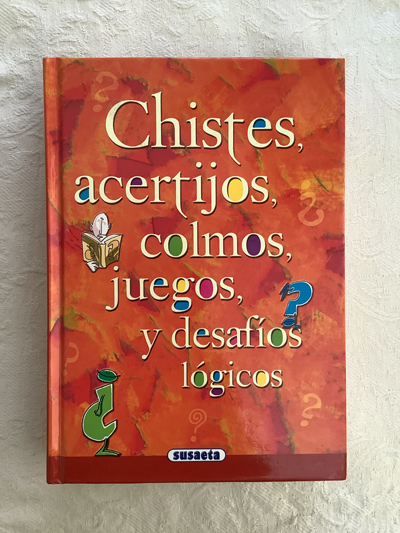 Chistes,
acertijos,
colmos,
juegos,
y desafíos
lógicos
susaeta